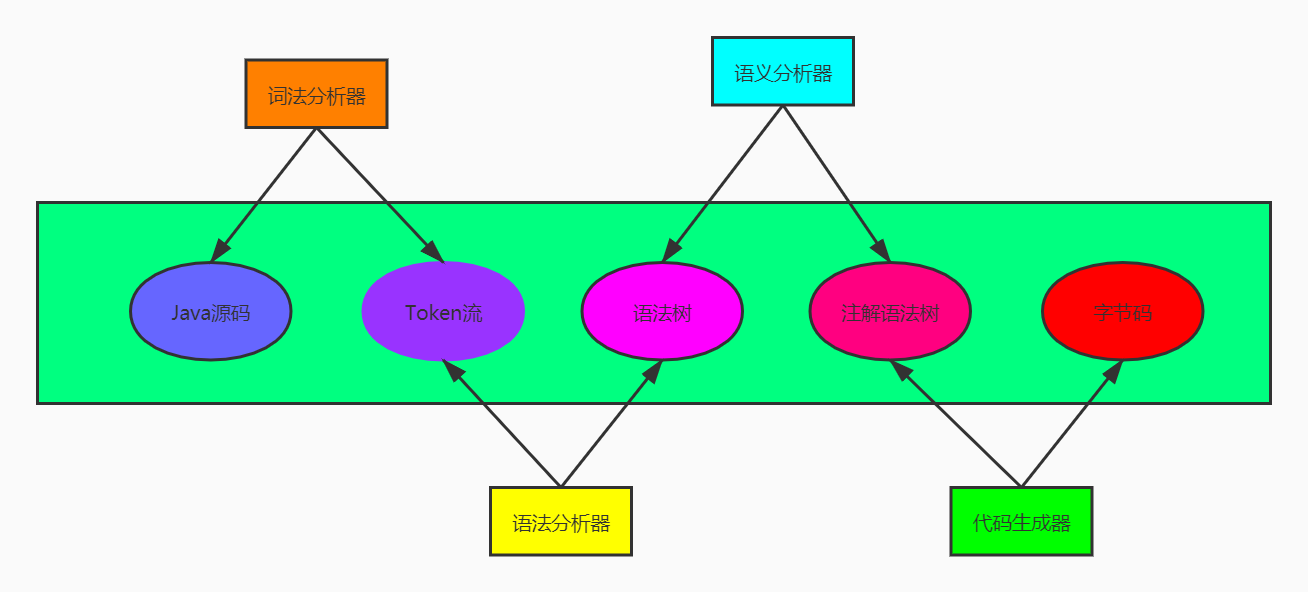 语义分析器
词法分析器
Java源码
Token流
语法树
注解语法树
字节码
语法分析器
代码生成器